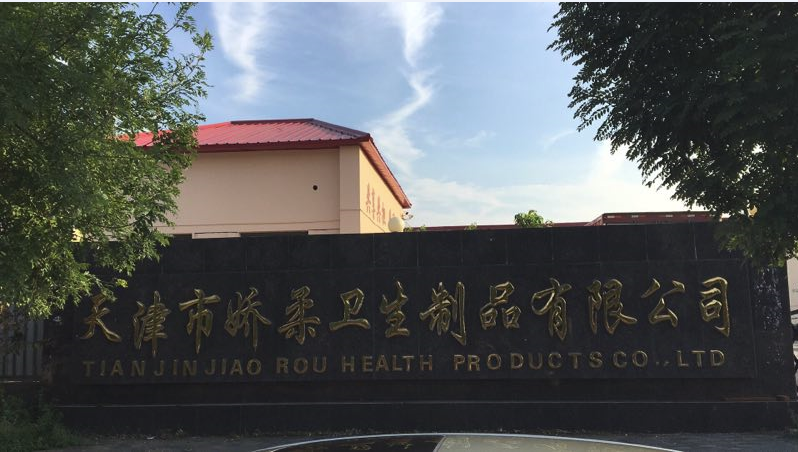 天津市娇柔卫生制品有限公司
TIANJINJIAO ROU HEALTH PRODUCTS CO., LTD